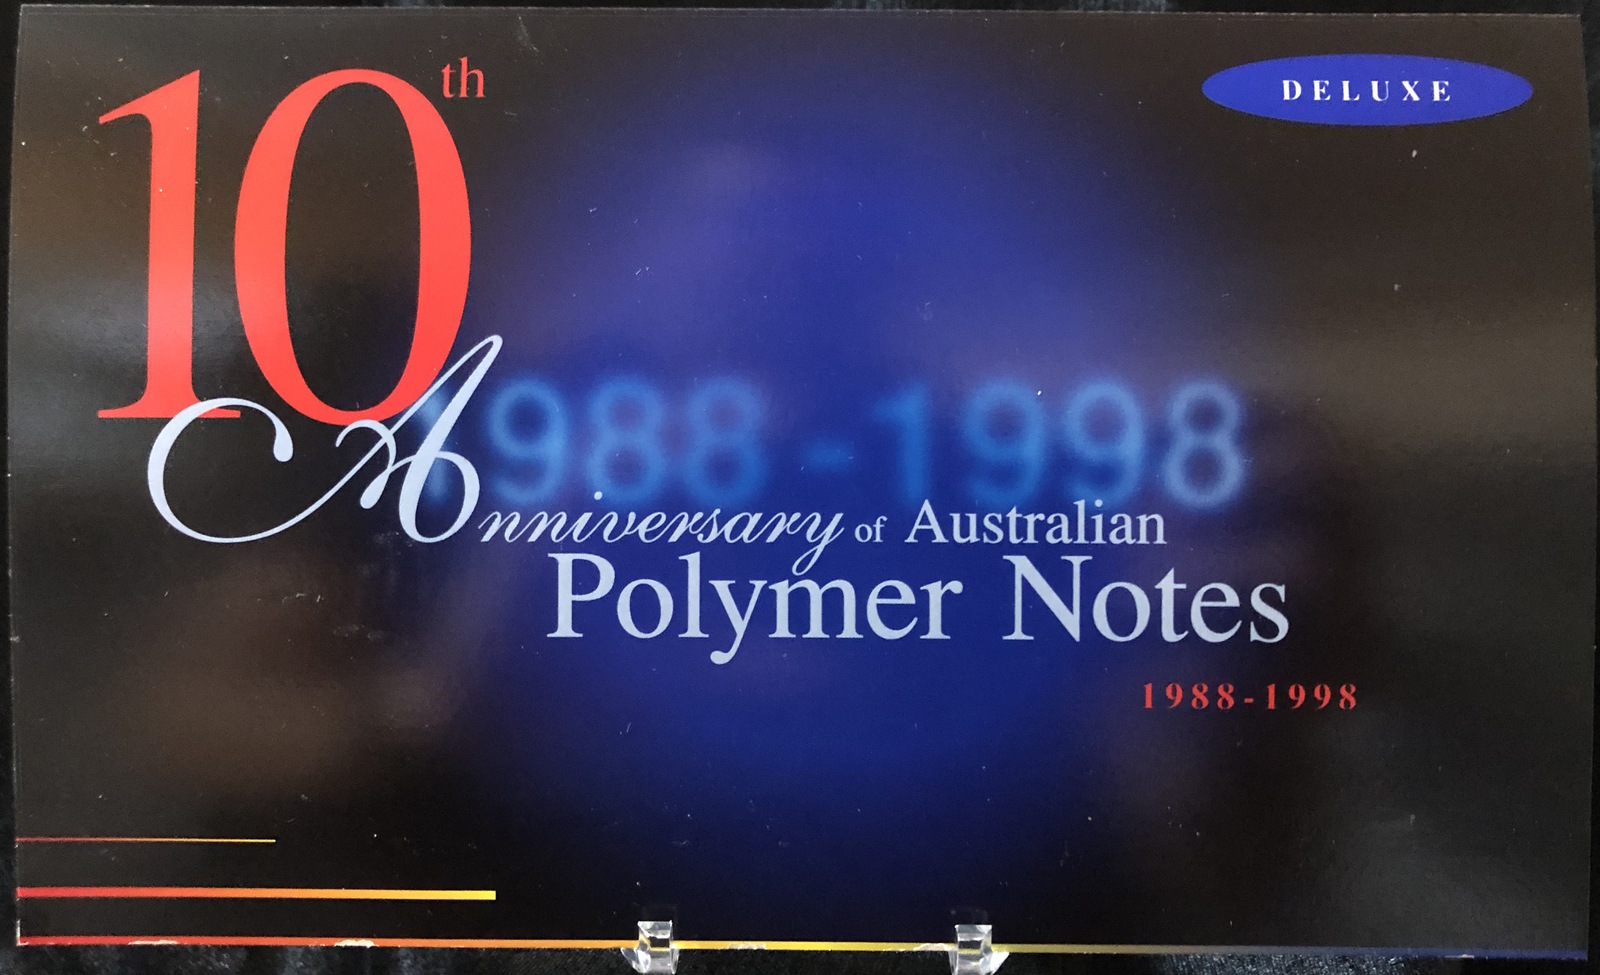 10th
DELUXE
1988-1998
Anniversary of Australian
Polymer Notes
1988-1998